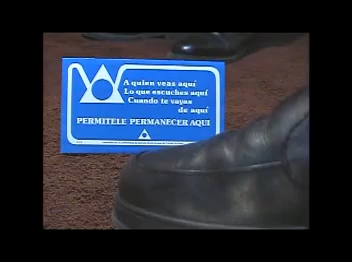 A quien veas aquí
Lo que escuches aquí
Cuando te vayas
de aquí
PERMITELE PERMANECER AQUI